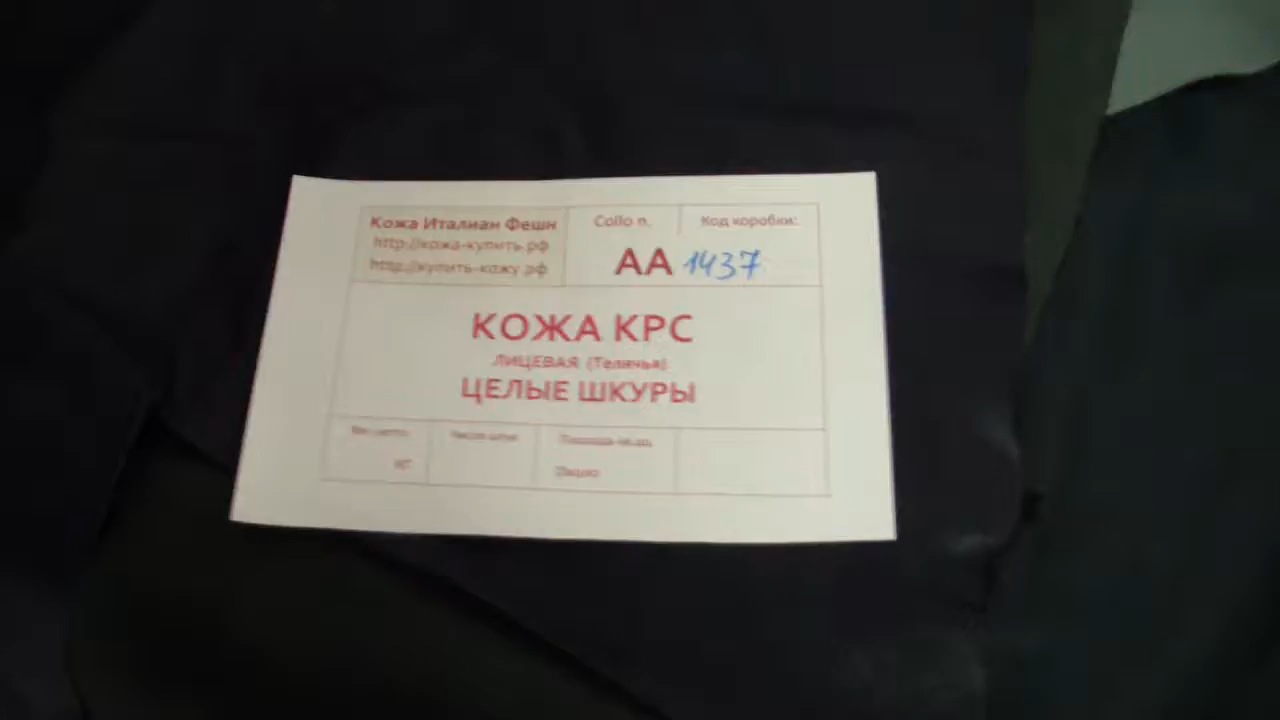 Кожа Италиан Фешн
http://кожа-купить.рф
http://купить-кожу.рф
Collo n.
Код коробки:
АА 1437
КОЖА КРС
ЛИЦЕВАЯ (Телячья)
ЦЕЛЫЕ ШКУРЫ